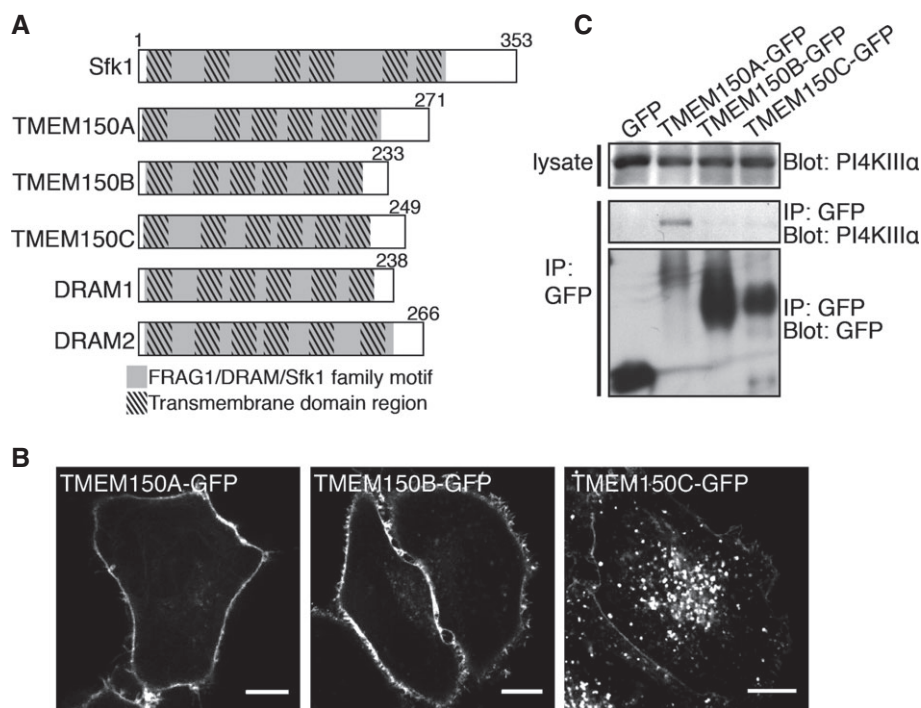 A
1 353
Sfk1
271
TMEM150A
233
TMEM150B
249
TMEM150C
238
DRAM1
266
DRAM2
FRAG1/DRAM/Sfk1 family motif
Transmembrane domain region
C
GFP
TMEM150A-GFP
TMEM150B-GFP
TMEM150C-GFP
lysate
Blot: PI4KIIIα
IP:
GFP
IP: GFP
Blot: PI4KIIIα
IP: GFP
Blot: GFP
B
TMEM150A-GFP
TMEM150B-GFP
TMEM150C-GFP